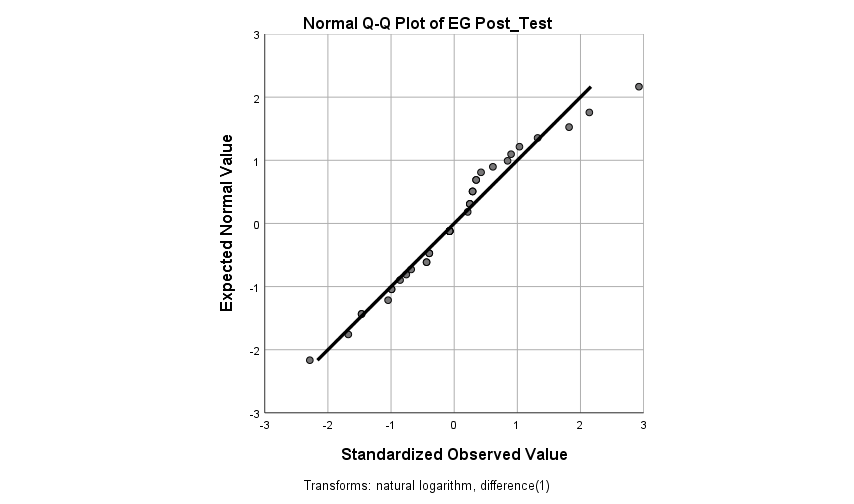 Normal Q-Q Plot of EG Post_Test
3
2
1
0
-1
-2
-3
Expected Normal Value
-3 -2 -1 0 1 2 3
Standardized Observed Value
Transforms: natural logarithm, difference(1)